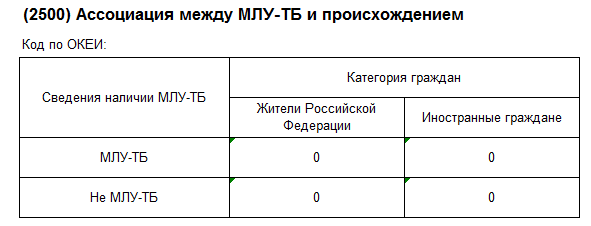 (2500) Ассоциация между МЛУ-ТБ и происхождением
Код по ОКЕИ:
Сведения наличии МЛУ-ТБ
Категория граждан
Жители Российской
Федерации
Иностранные граждане
МЛУ-ТБ
0
0
Не МЛУ-ТБ
0
0